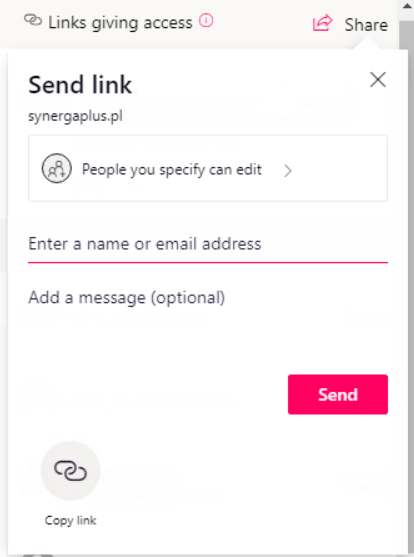 Links giving access
Share
Send link
synergaplus.pl
People you specify can edit
Enter a name or email address
Add a message (optional)
Send
Copy link